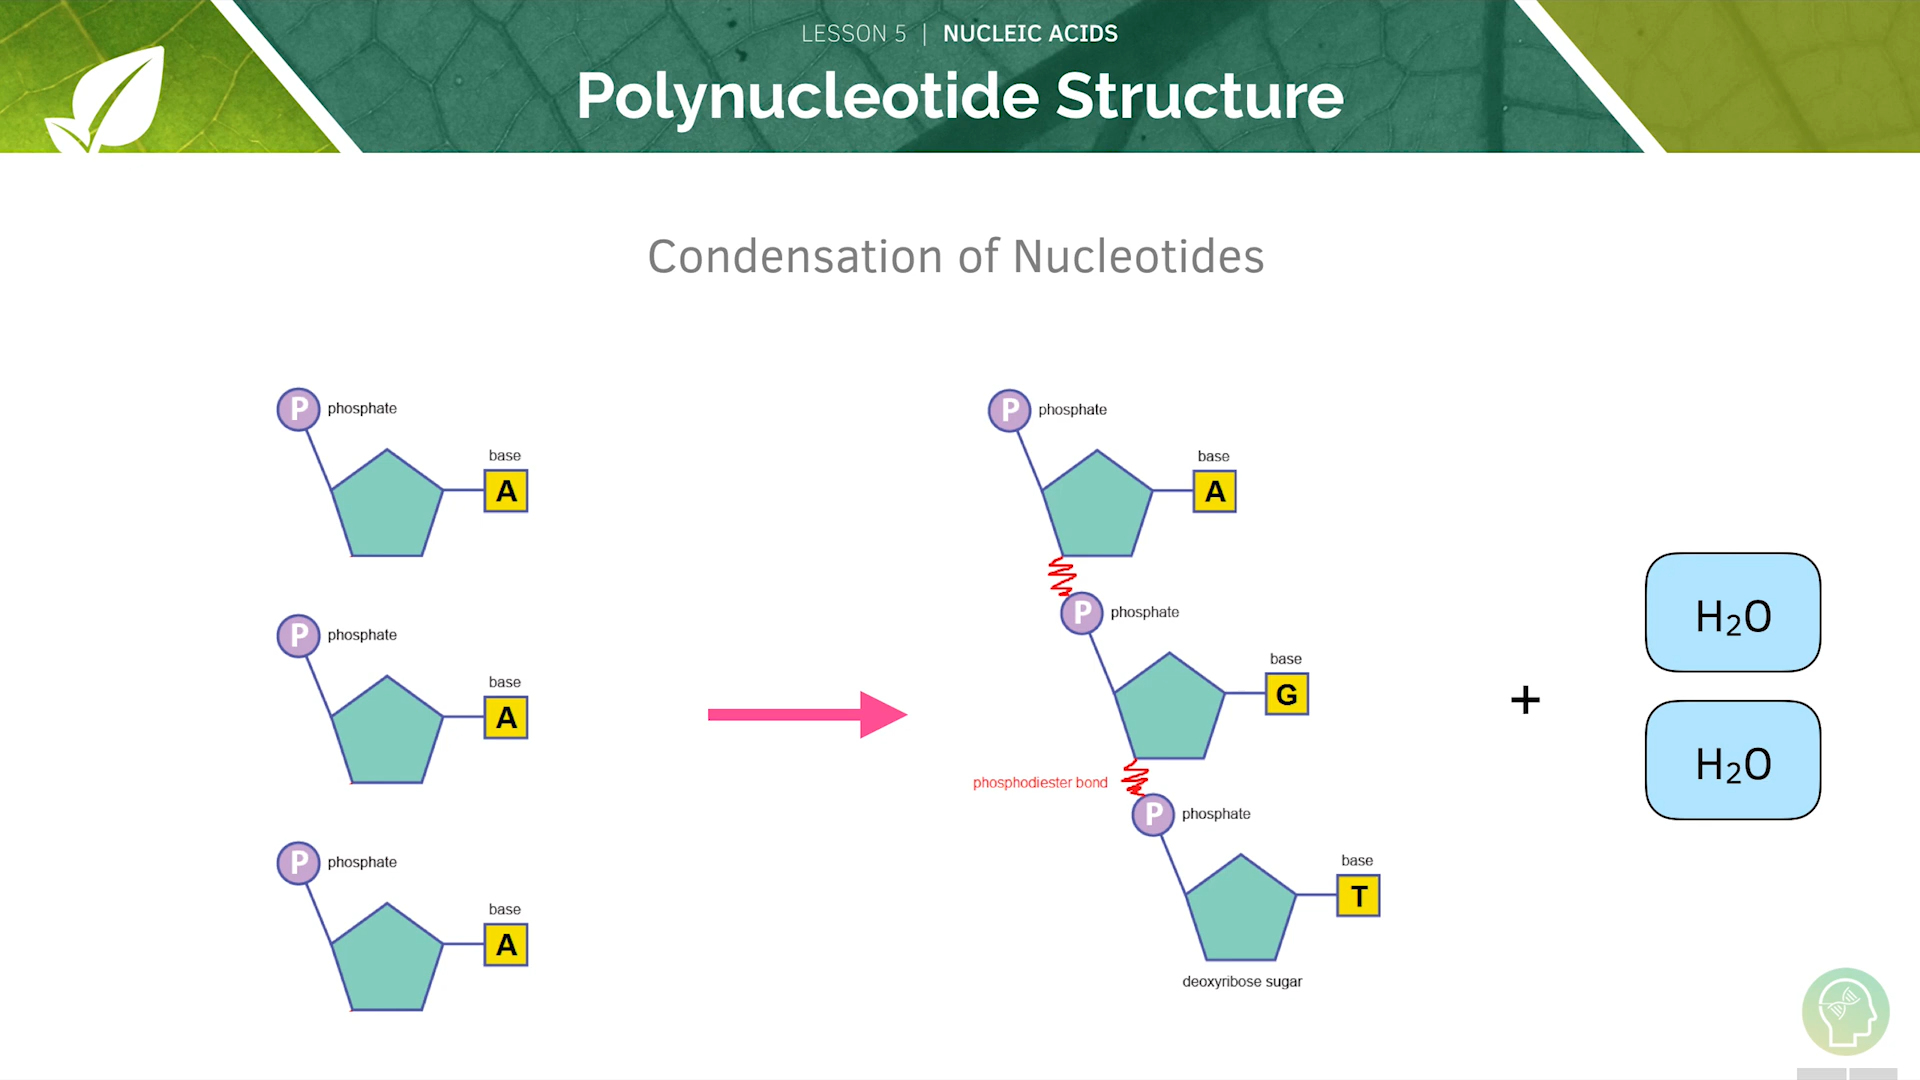 LESSON 5 | NUCLEIC ACIDS
Polynucleotide Structure
Condensation of Nucleotides
P phosphate
base
A
P phosphate
base
A
P phosphate
base
A
P phosphate
base
A
P phosphate
base
G
phosphodiester bond
P phosphate
base
T
deoxyribose sugar
+
H₂O
H₂O